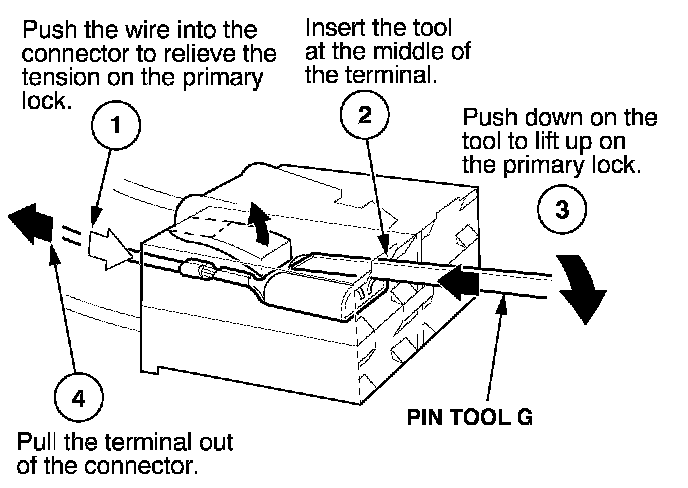 Push the wire into the
connector to relieve the
tension on the primary
lock.
1
Insert the tool
at the middle of
the terminal.
2
Push down on the
tool to lift up on
the primary lock.
3
4
Pull the terminal out
of the connector.
PIN TOOL G